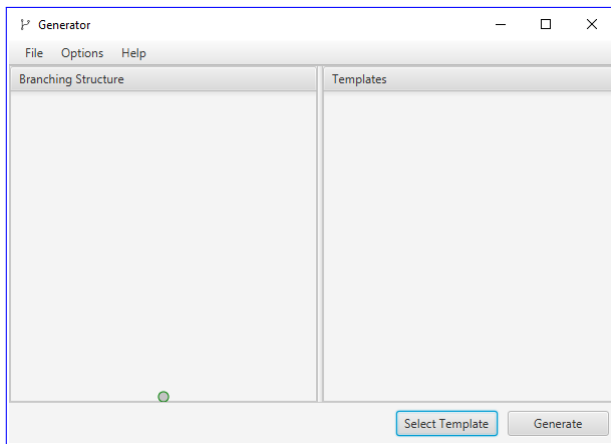 Generator
File Options Help
Branching Structure
Templates
Select Template
Generate